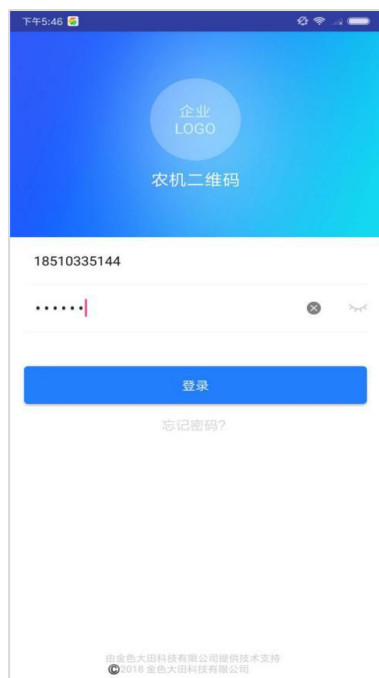 下午5:46
企业
LOGO
农机二维码
18510335144
••••••
登录
忘记密码?
由金色大田科技有限公司提供技术支持
©2018 金色大田科技有限公司